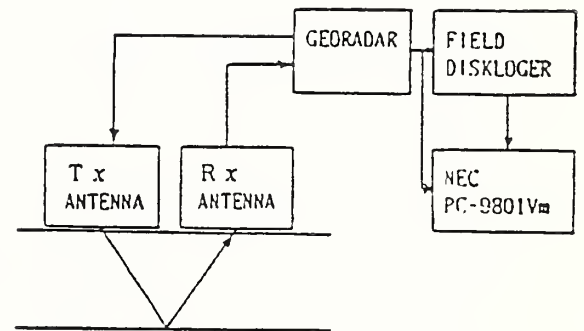 GEORADAR
FIELD
DISKLOGER
T x
ANTENNA
R x
ANTENNA
NEC
PC-9801Vm